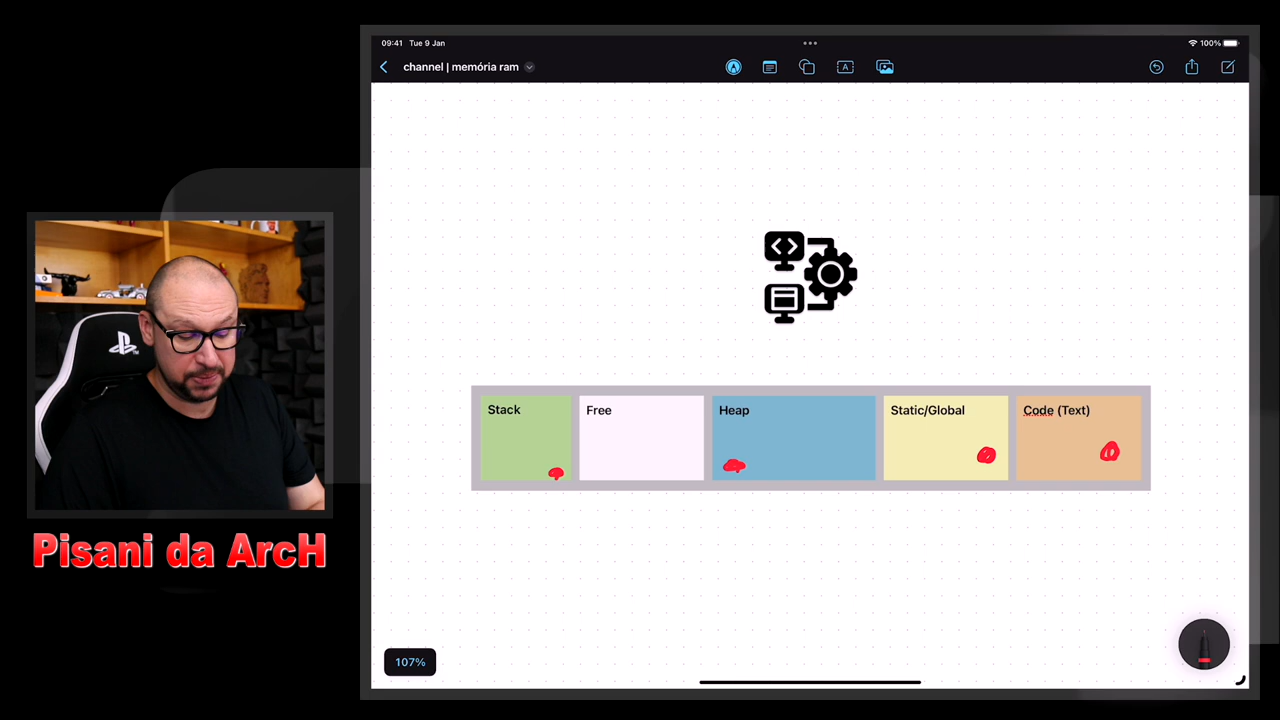 09:41 Tue 9 Jan
100%
channel | memória ram
A
Stack
Free
Heap
Static/Global
Code (Text)
Pisani da ArcH
107%